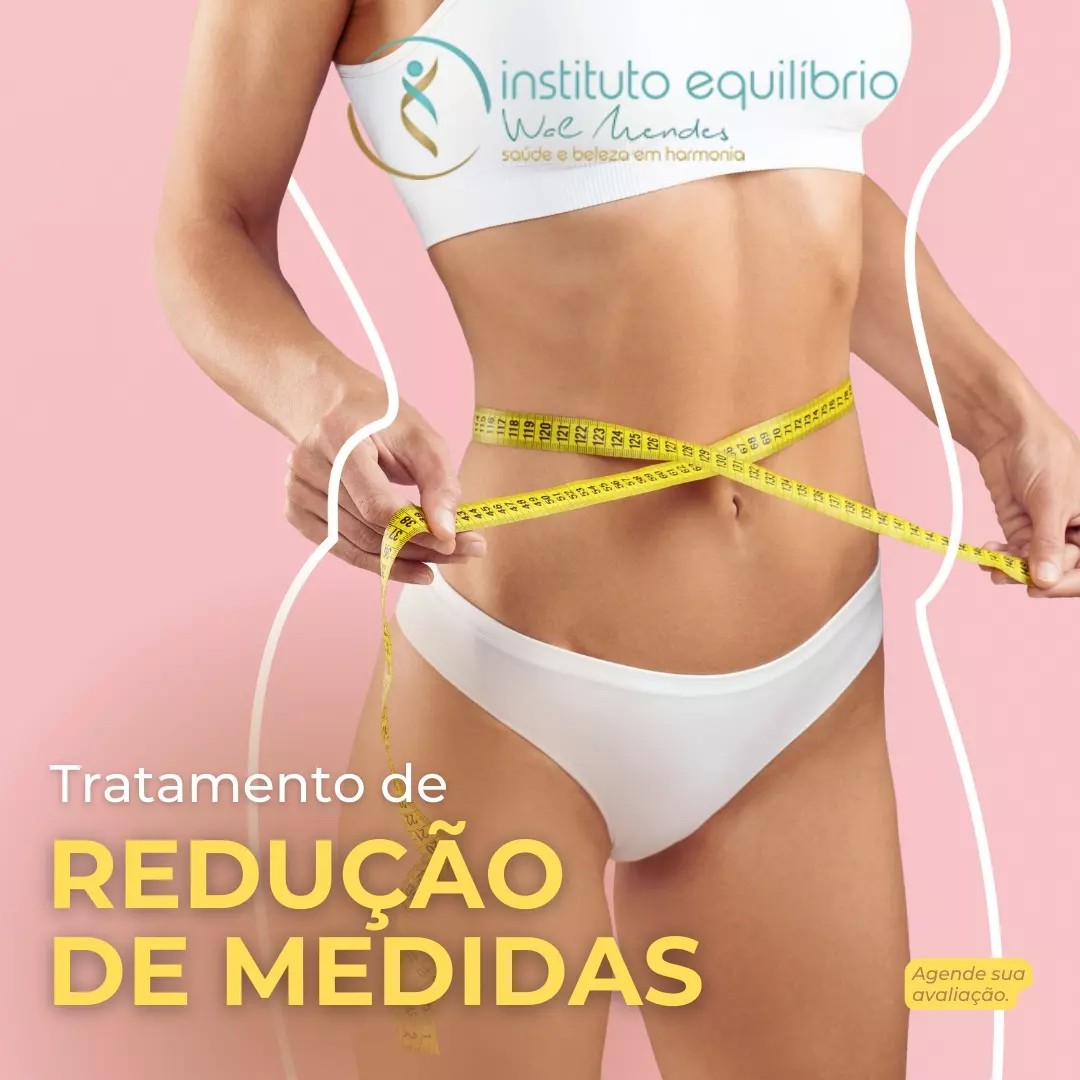 instituto equilíbrio
Wal Mendes
saúde e beleza em harmonia
Tratamento de
REDUÇÃO
DE MEDIDAS
Agende sua
avaliação.